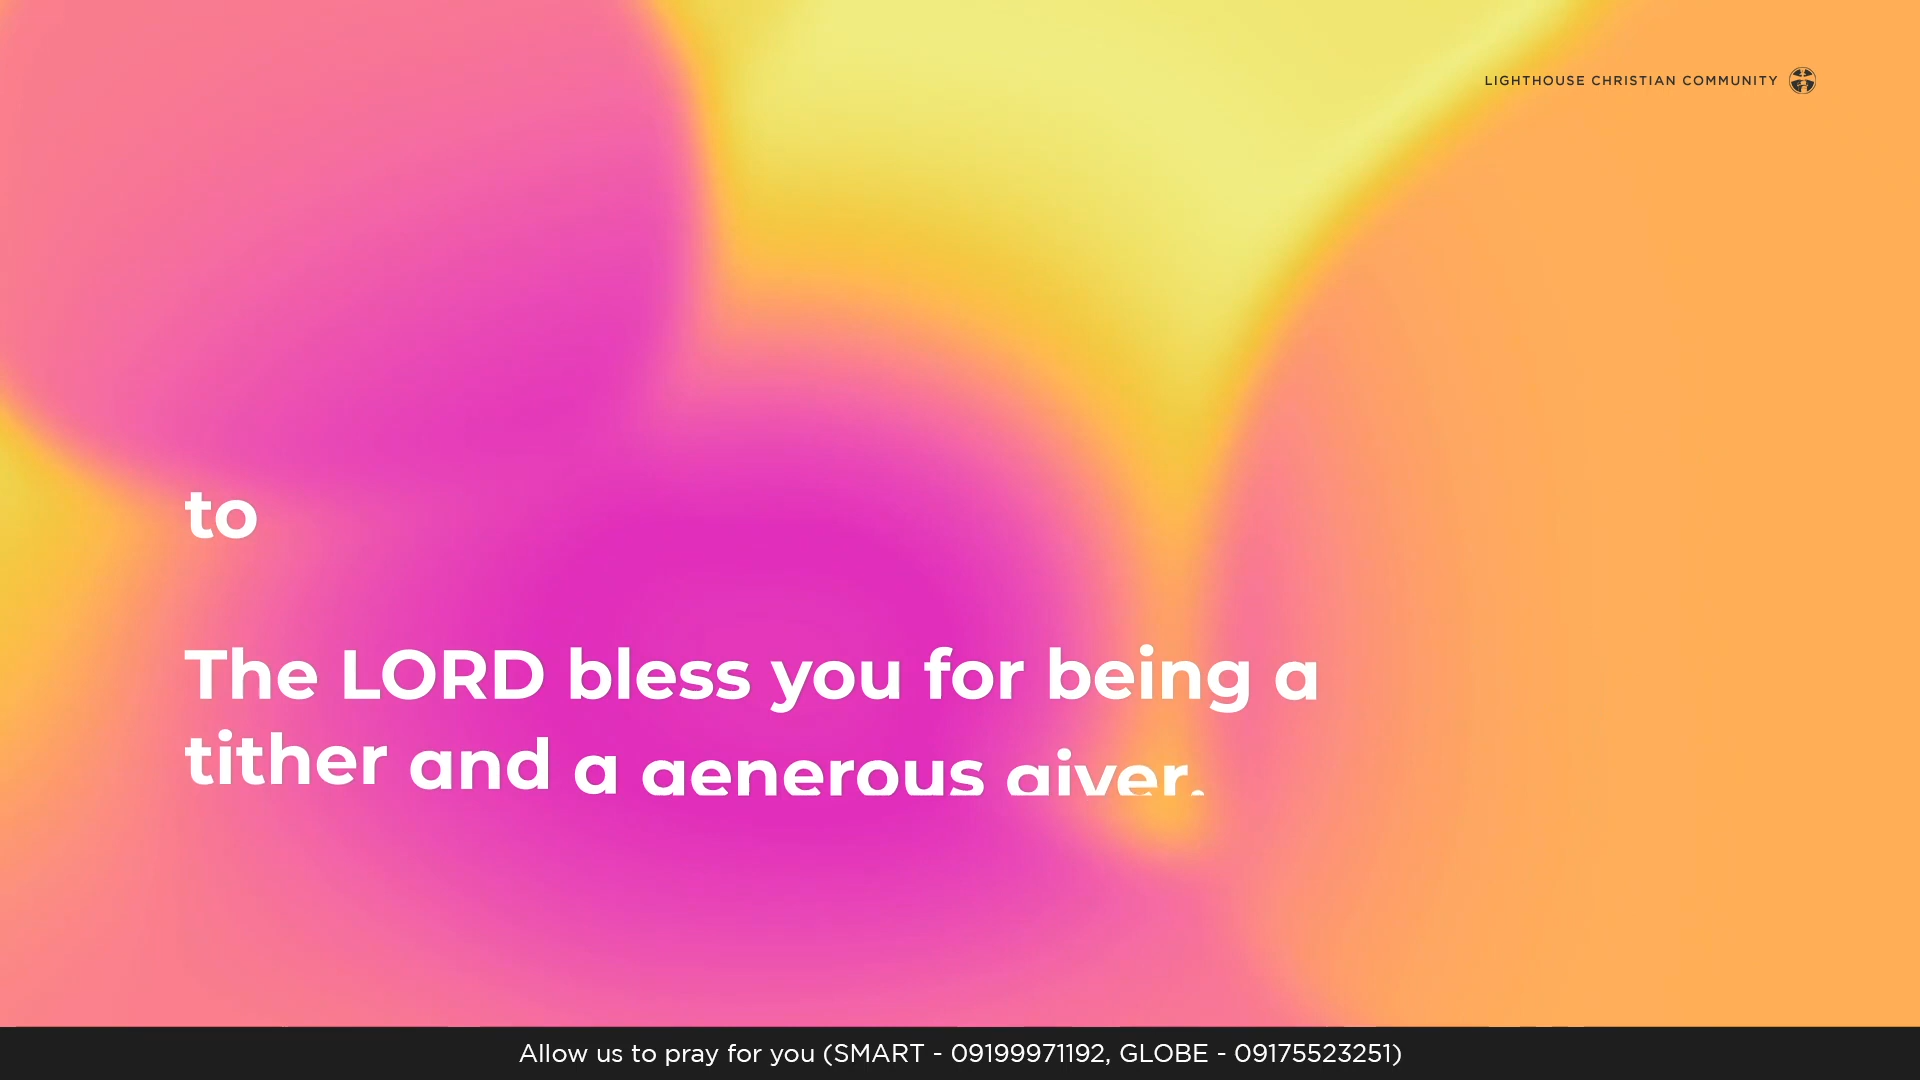 LIGHTHOUSE CHRISTIAN COMMUNITY
to
The LORD bless you for being a
tither and a generous giver.
Allow us to pray for you (SMART - 09199971192, GLOBE - 09175523251)